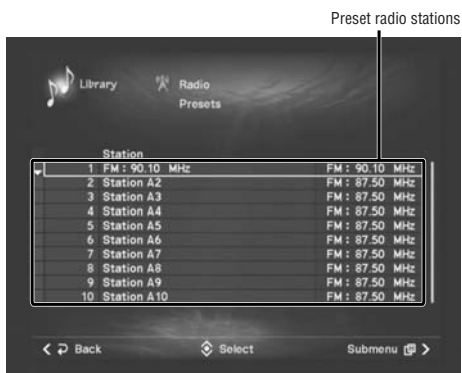 Preset radio stations
Library Radio
Presets
Station
1 FM : 90.10 MHz FM : 90.10 MHz
2 Station A2 FM : 87.50 MHz
3 Station A3 FM : 87.50 MHz
4 Station A4 FM : 87.50 MHz
5 Station A5 FM : 87.50 MHz
6 Station A6 FM : 87.50 MHz
7 Station A7 FM : 87.50 MHz
8 Station A8 FM : 87.50 MHz
9 Station A9 FM : 87.50 MHz
10 Station A10 FM : 87.50 MHz
Back Select Submenu